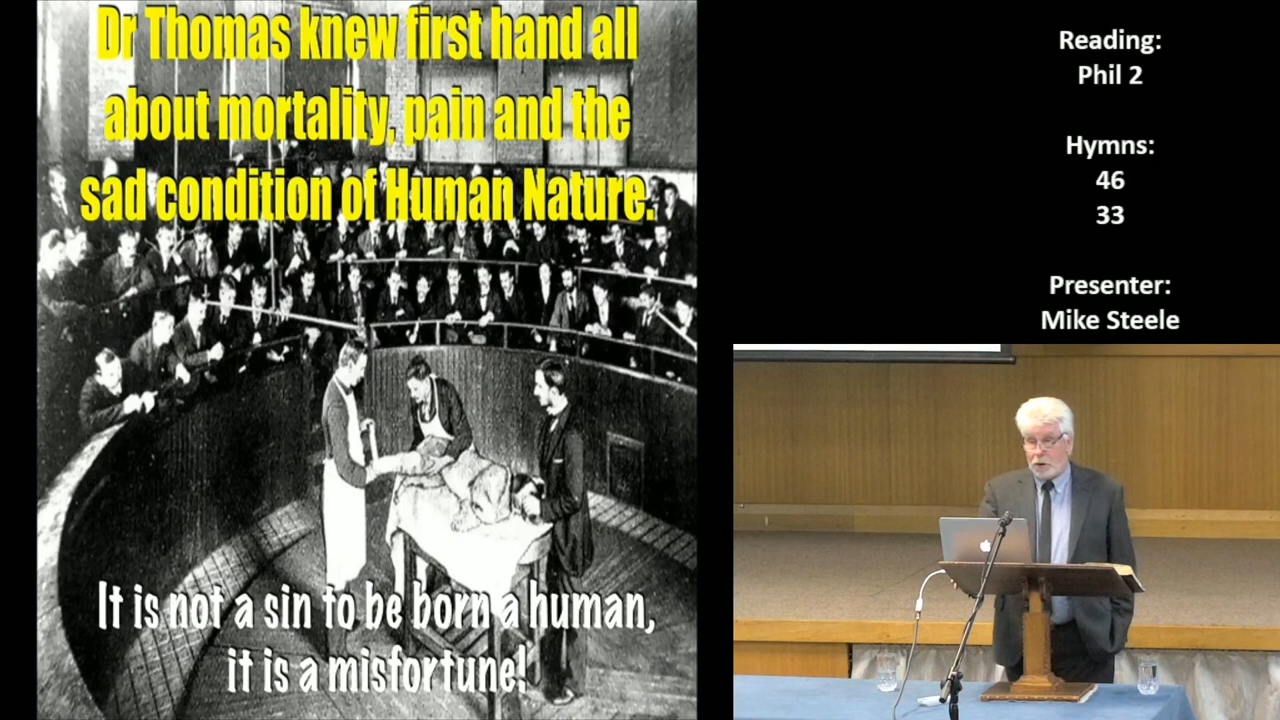 Dr Thomas knew first hand all
about mortality, pain and the
sad condition of Human Nature.
It is not a sin to be born a human,
it is a misfortune!
Reading:
Phil 2
Hymns:
46
33
Presenter:
Mike Steele